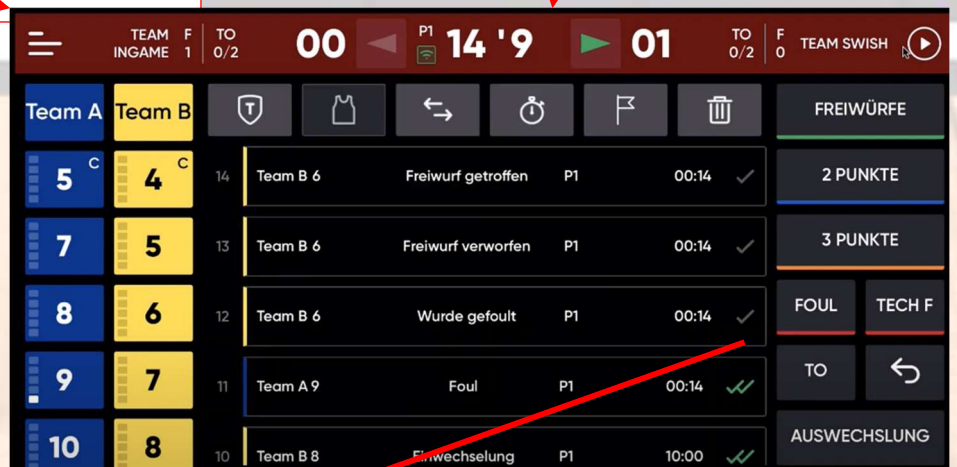 TEAM INGAME F 1 TO 0/2 00 P1 14 '9 01 TO 0/2 F 0 TEAM SWISH
Team A Team B T FREIWÜRFE
5 C 4 C 14 Team B 6 Freiwurf getroffen P1 00:14 2 PUNKTE
7 5 13 Team B 6 Freiwurf verworfen P1 00:14 3 PUNKTE
8 6 12 Team B 6 Wurde gefoult P1 00:14 FOUL TECH F
9 7 11 Team A 9 Foul P1 00:14 TO
10 8 10 Team B 8 Einwechselung P1 10:00 AUSWECHSLUNG